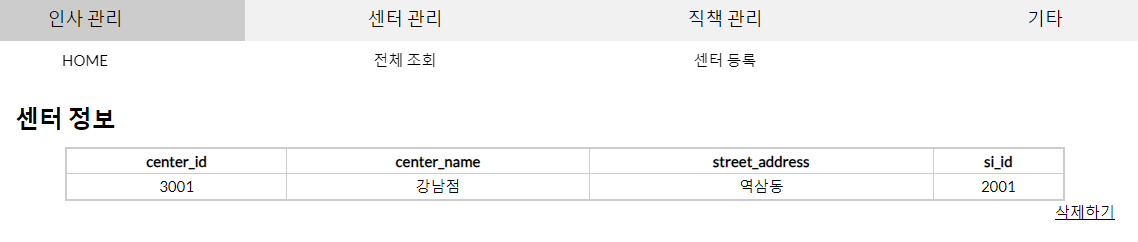 인사 관리 센터 관리 직책 관리 기타
HOME 전체 조회 센터 등록
센터 정보
center_id center_name street_address si_id
3001 강남점 역삼동 2001
삭제하기